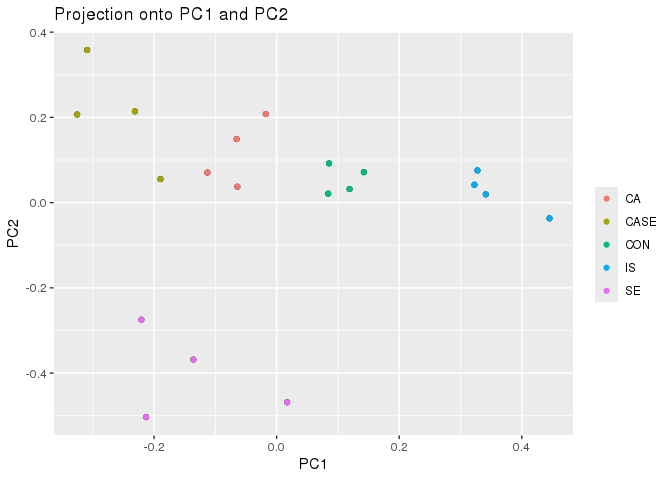 Projection onto PC1 and PC2
0.4
0.2
0.0
-0.2
-0.4
PC2
-0.2
0.0
0.2
0.4
PC1
CA
CASE
CON
IS
SE